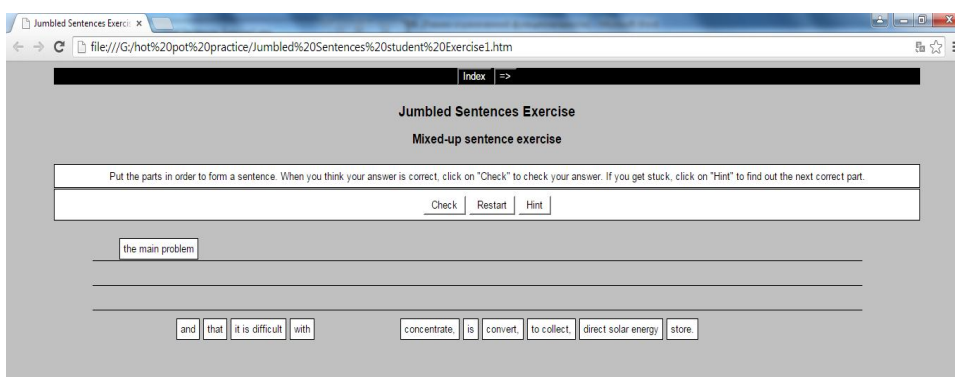 Jumbled Sentences Exerci
file:///G:/hot%20pot%20practice/Jumbled%20Sentences%20student%20Exercise1.htm
Index =>
Jumbled Sentences Exercise
Mixed-up sentence exercise
Put the parts in order to form a sentence. When you think your answer is correct, click on "Check" to check your answer. If you get stuck, click on "Hint" to find out the next correct part.
Check Restart Hint
the main problem
and that it is difficult with concentrate, is convert, to collect, direct solar energy store.